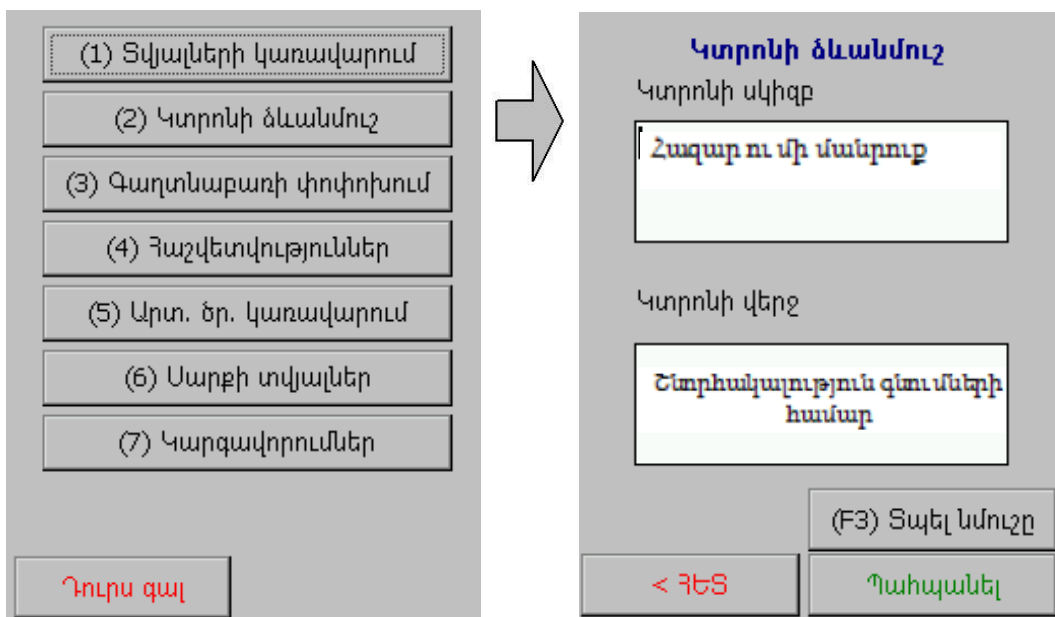 (1) Տվյալների կառավարում
(2) Կտրոնի ձևանմուշ
(3) Գաղտնաբառի փոփոխում
(4) Հաշվետվություններ
(5) Արտ. ծր. կառավարում
(6) Սարքի տվյալներ
(7) Կարգավորումներ
Դուրս գալ
Կտրոնի ձևանմուշ
Կտրոնի սկիզբ
Հազար ու մի մանրուք
Կտրոնի վերջ
Շնորհակալություն գնումների
համար
(F3) Տպել նմուշը
< ՀԵՏ
Պահպանել